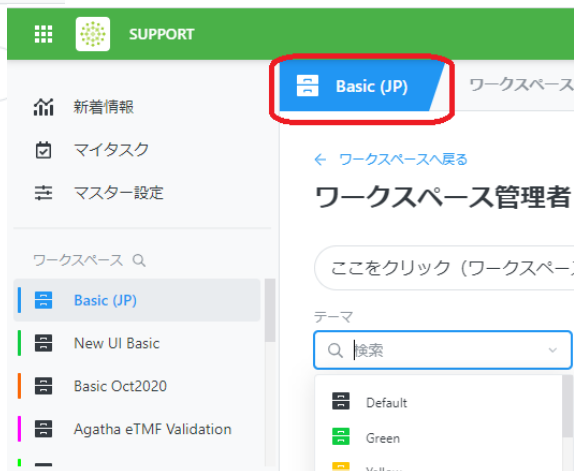 SUPPORT
新着情報
マイタスク
マスター設定
ワークスペース
Basic (JP)
New UI Basic
Basic Oct2020
Agatha eTMF Validation
Basic (JP)
ワークスペース
← ワークスペースへ戻る
ワークスペース管理者
ここをクリック（ワークスペー
テーマ
検索
Default
Green
Yellow